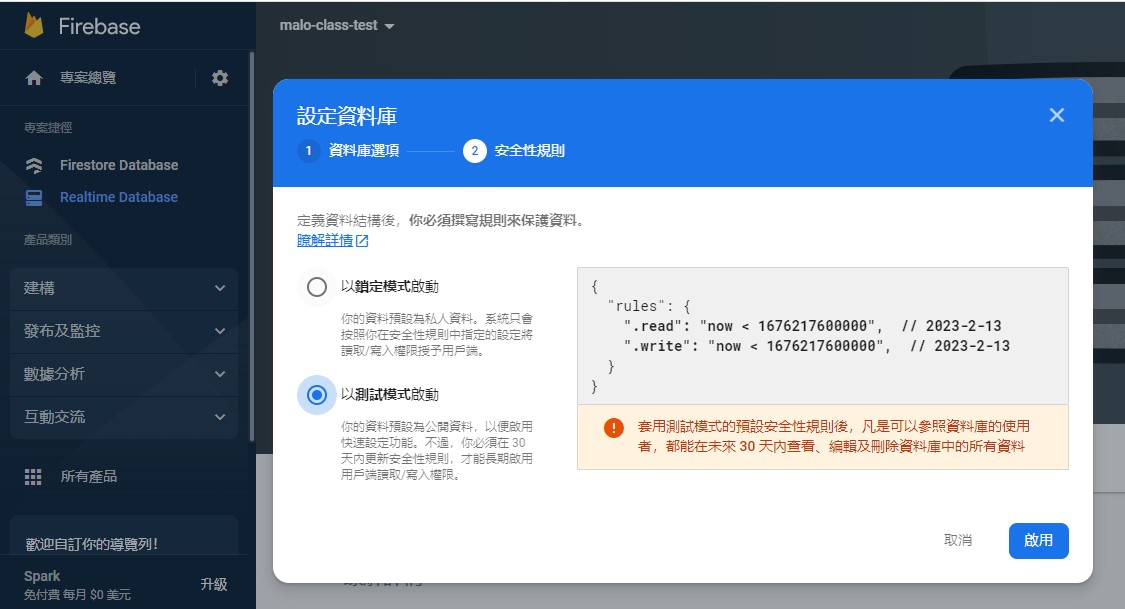 Firebase
malo-class-test
專案總覽
專案捷徑
Firestore Database
Realtime Database
產品類別
建構
發布及監控
數據分析
互動交流
所有產品
歡迎自訂你的導覽列！
Spark
免付費 每月 $0 美元
升級
設定資料庫
1 資料庫選項
2 安全性規則
定義資料結構後，你必須撰寫規則來保護資料。
瞭解詳情
以鎖定模式啟動
你的資料預設為私人資料。系統只會
按照你在安全性規則中指定的設定將
讀取/寫入權限授予用戶端。
以測試模式啟動
你的資料預設為公開資料，以便啟用
快速設定功能。不過，你必須在 30
天內更新安全性規則，才能長期啟用
用戶端讀取/寫入權限。
{
"rules": {
".read": "now < 1676217600000",  // 2023-2-13
".write": "now < 1676217600000",  // 2023-2-13
}
}
套用測試模式的預設安全性規則後，凡是可以參照資料庫的使用
者，都能在未來 30 天內查看、編輯及刪除資料庫中的所有資料
取消
啟用